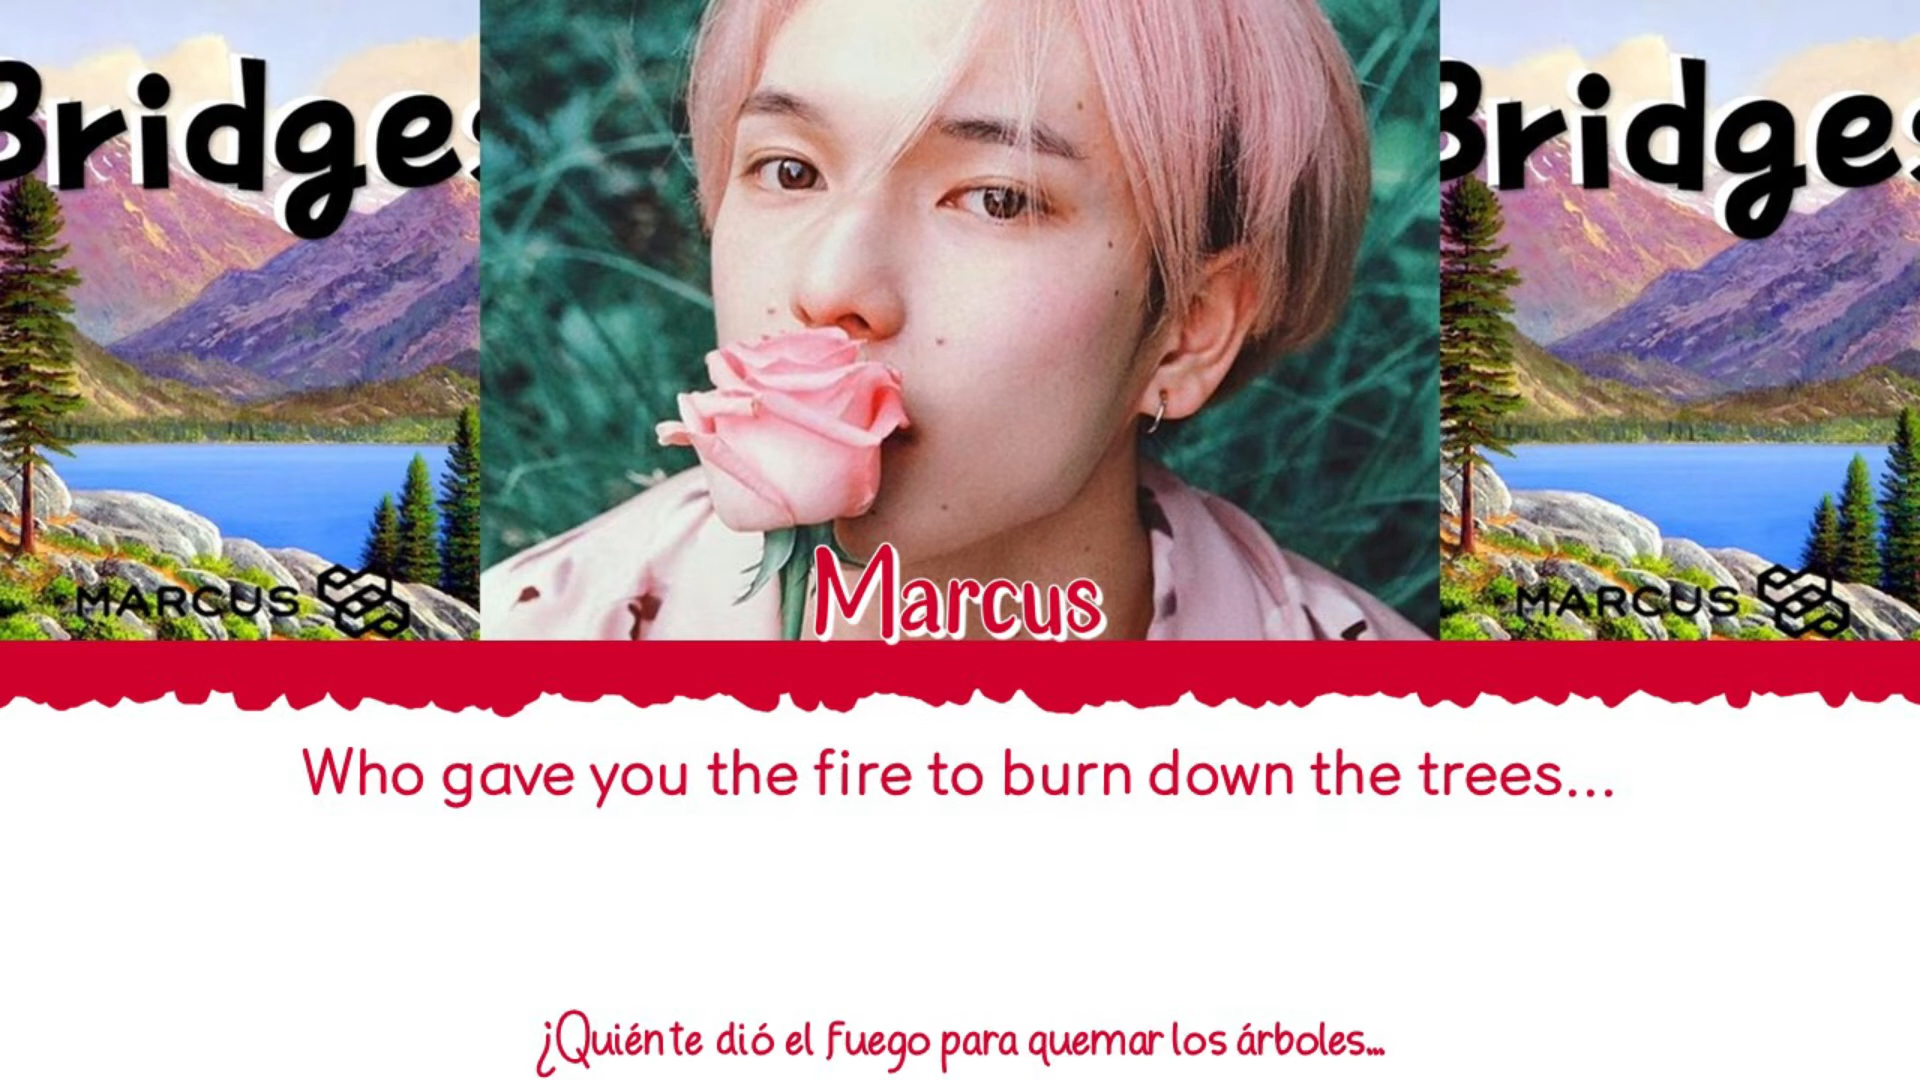 Bridges
Bridges
MARCUS
Marcus
MARCUS
Who gave you the fire to burn down the trees...
¿Quién te dió el fuego para quemar los árboles...